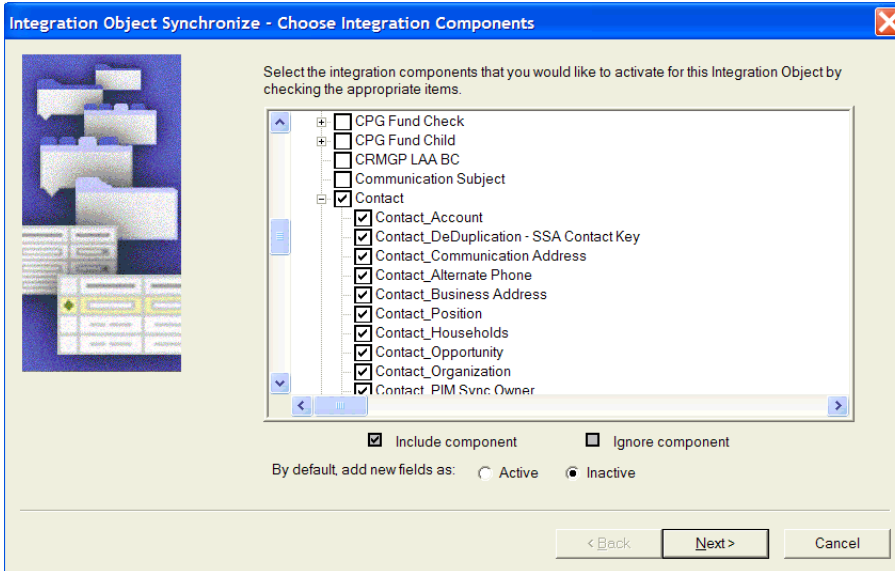 Integration Object Synchronize - Choose Integration Components
Select the integration components that you would like to activate for this Integration Object by
checking the appropriate items.
CPG Fund Check
CPG Fund Child
CRMGP LAA BC
Communication Subject
Contact
Contact_Account
Contact_DeDuplication - SSA Contact Key
Contact_Communication Address
Contact_Alternate Phone
Contact_Business Address
Contact_Position
Contact_Households
Contact_Opportunity
Contact_Organization
Contact_PIM Sync Owner
Include component Ignore component
By default, add new fields as: Active Inactive
< Back Next > Cancel